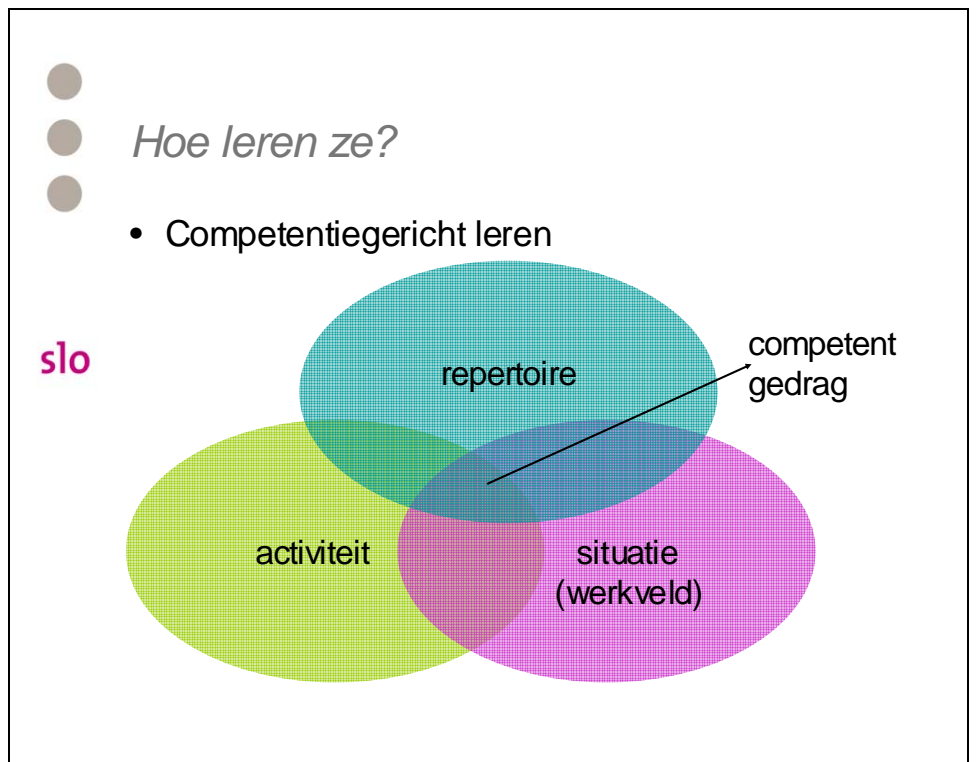 Hoe leren ze?
• Competentiegericht leren
slo
repertoire
competent
gedrag
activiteit
situatie
(werkveld)